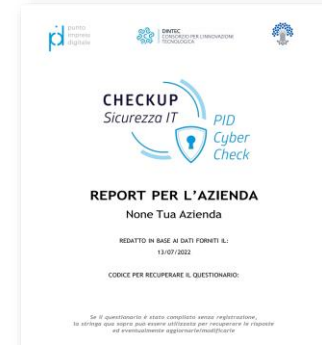 punto
impresa
digitale
DINTEC
CONSORZIO PER L'INNOVAZIONE
TECNOLOGICA
CHECKUP
Sicurezza IT
PID
Cyber
Check
REPORT PER L'AZIENDA
None Tua Azienda
REDATTO IN BASE AI DATI FORNITI IL:
13/07/2022
CODICE PER RECUPERARE IL QUESTIONARIO:
Se il questionario è stato compilato senza registrazione,
la stringa qua sopra può essere utilizzata per recuperare le risposte
ed eventualmente aggiornarle/modificarle